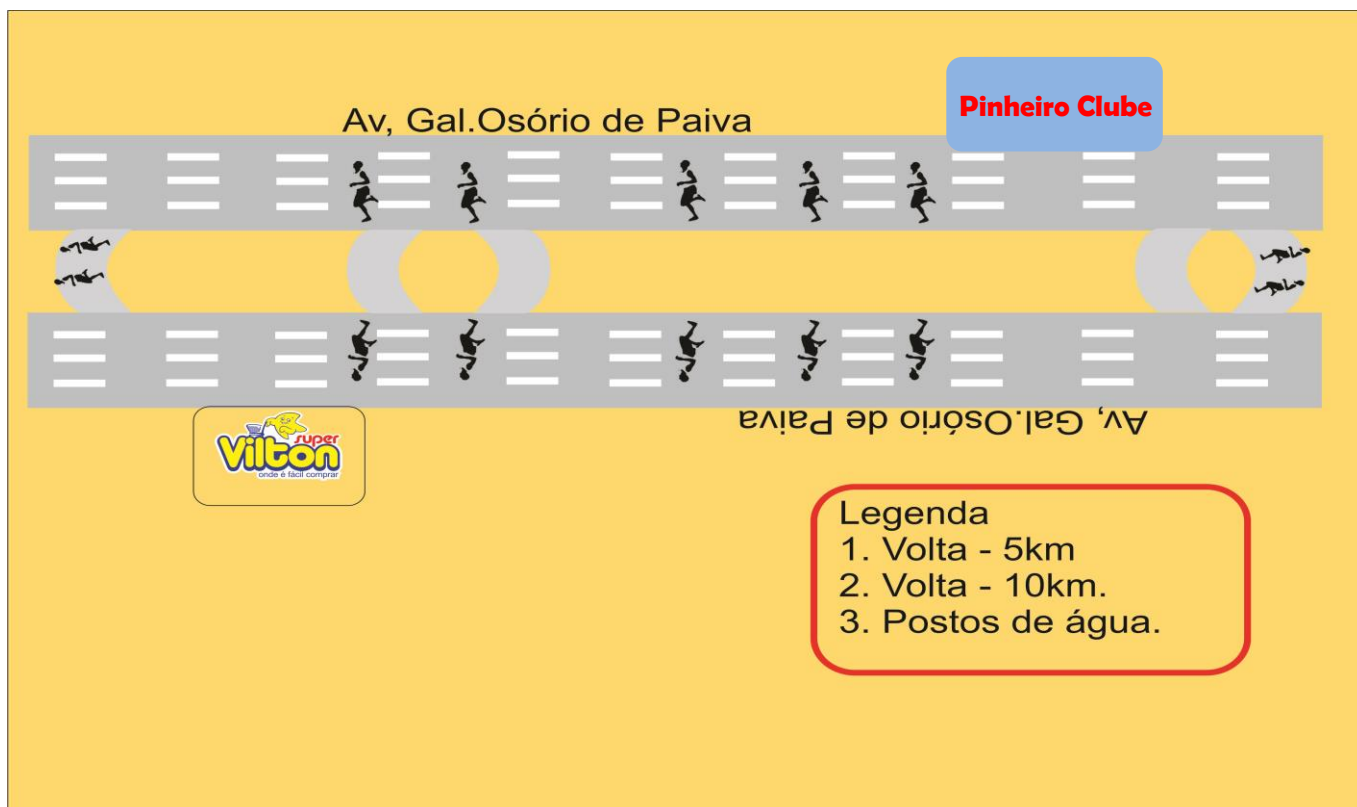 Pinheiro Clube
Av, Gal.Osório de Paiva
Av, Gal.Osório de Paiva
super
Vilton
onde é fácil comprar
Legenda
1. Volta - 5km
2. Volta - 10km.
3. Postos de água.